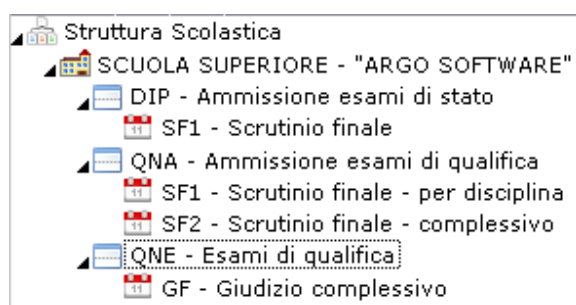 Struttura Scolastica
SCUOLA SUPERIORE - "ARGO SOFTWARE"
DIP - Ammissione esami di stato
SF1 - Scrutinio finale
QNA - Ammissione esami di qualifica
SF1 - Scrutinio finale - per disciplina
SF2 - Scrutinio finale - complessivo
QNE - Esami di qualifica
GF - Giudizio complessivo